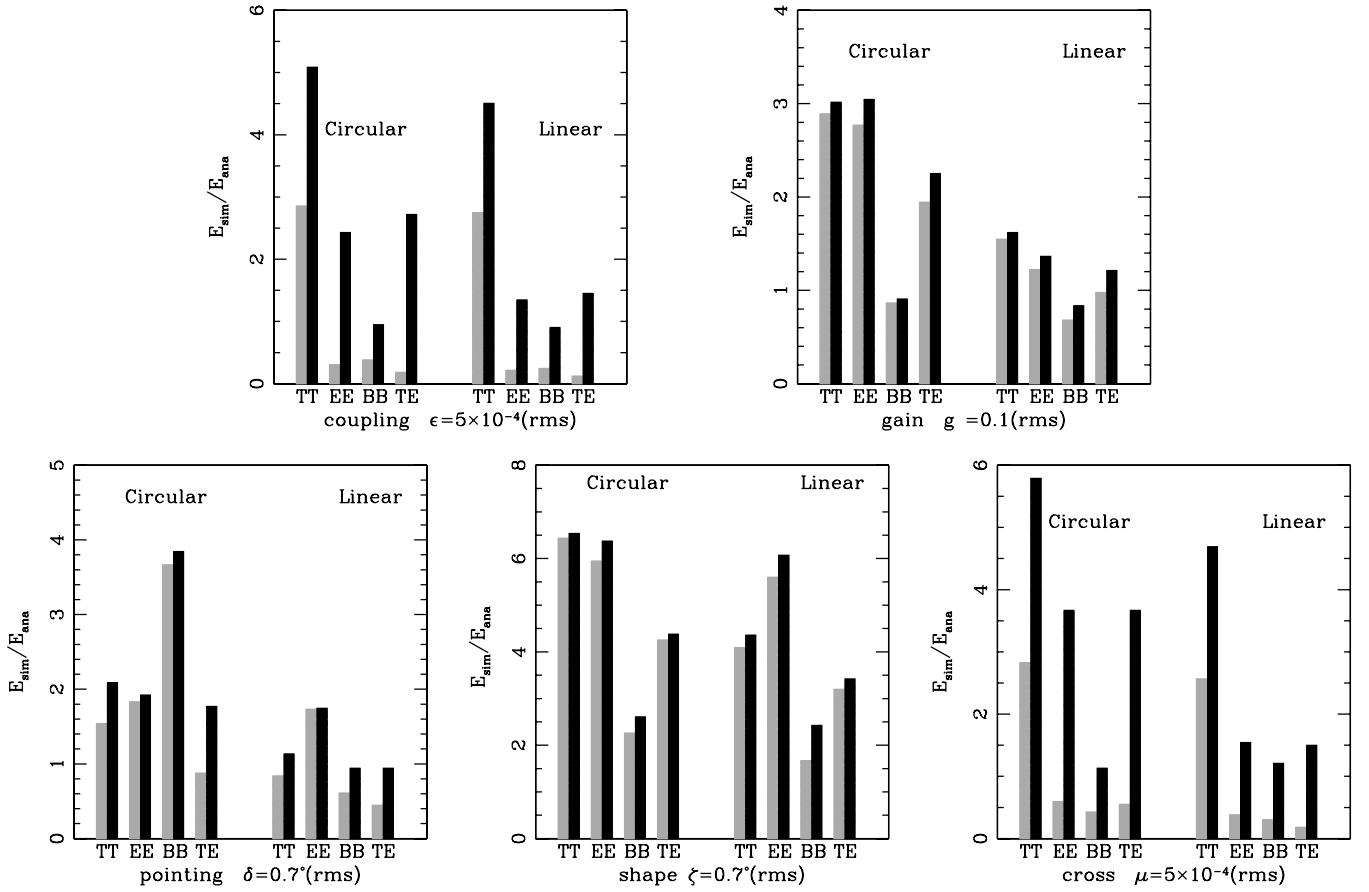 6
4
2
0
E_sim/E_ana
Circular
Linear
TT EE BB TE
TT EE BB TE
coupling ϵ=5×10⁻⁴(rms)
4
3
2
1
0
E_sim/E_ana
Circular
Linear
TT EE BB TE
TT EE BB TE
gain g =0.1(rms)
5
4
3
2
1
0
E_sim/E_ana
Circular
Linear
TT EE BB TE
TT EE BB TE
pointing δ=0.7°(rms)
8
6
4
2
0
E_sim/E_ana
Circular
Linear
TT EE BB TE
TT EE BB TE
shape ζ=0.7°(rms)
6
4
2
0
E_sim/E_ana
Circular
Linear
TT EE BB TE
TT EE BB TE
cross μ=5×10⁻⁴(rms)